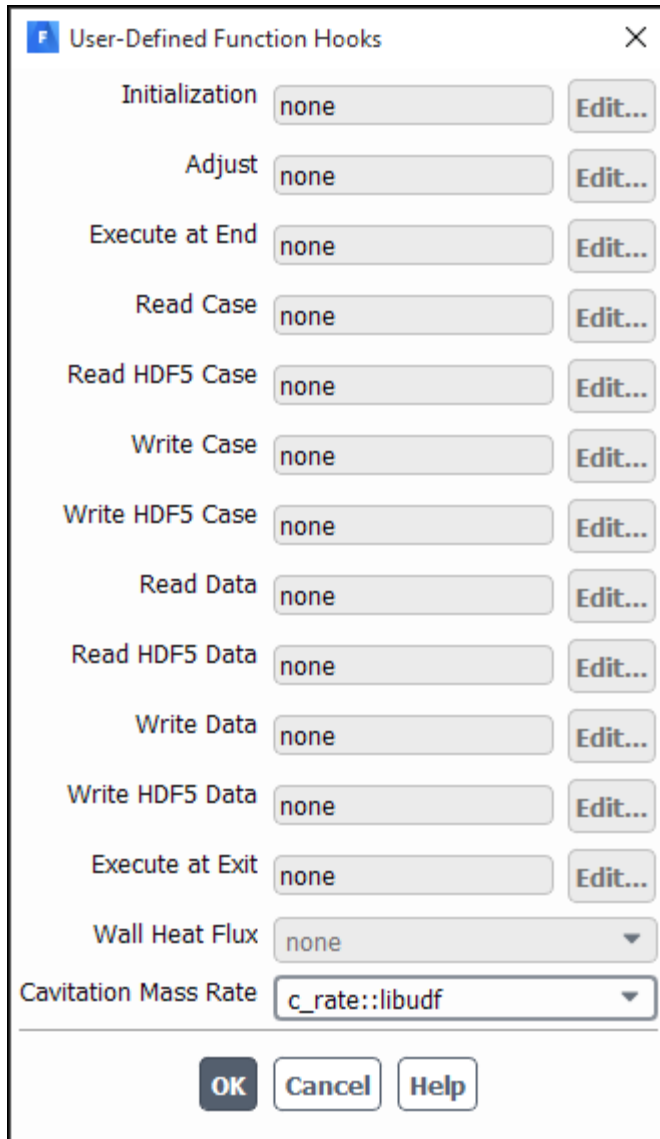 F User-Defined Function Hooks
Initialization none Edit...
Adjust none Edit...
Execute at End none Edit...
Read Case none Edit...
Read HDF5 Case none Edit...
Write Case none Edit...
Write HDF5 Case none Edit...
Read Data none Edit...
Read HDF5 Data none Edit...
Write Data none Edit...
Write HDF5 Data none Edit...
Execute at Exit none Edit...
Wall Heat Flux none
Cavitation Mass Rate c_rate::libudf
OK Cancel Help